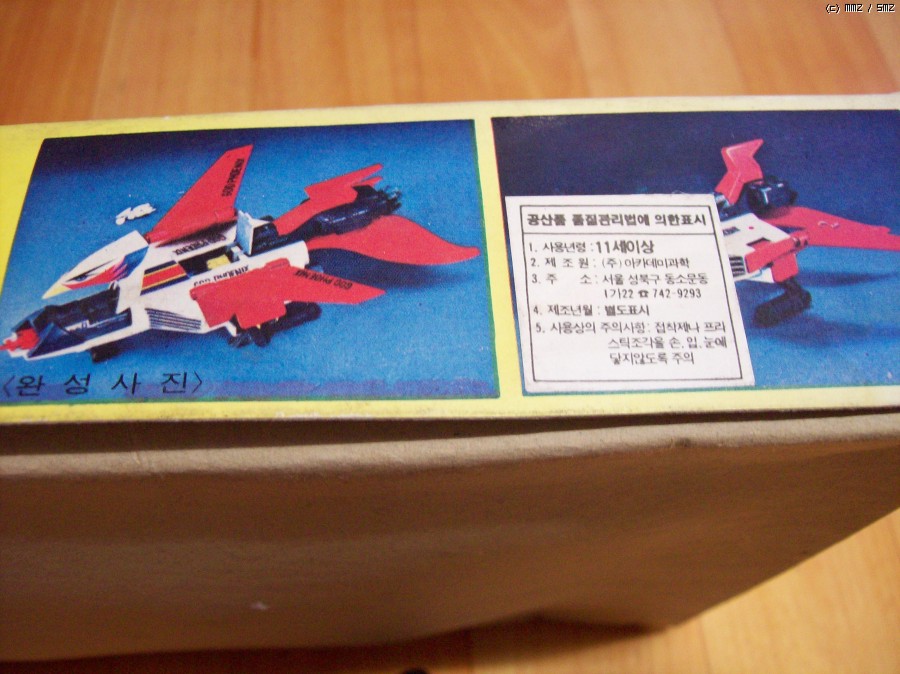 (c) MMZ / SMZ
GOD PHOENIX
<완 성 사 진>
공산품 품질관리법에 의한표시
1. 사용년령 : 11세이상
2. 제 조 원 : (주) 아카데미과학
3. 주 소 : 서울 성북구 동소문동
1가22 ☎ 742-9293
4. 제조년월 : 별도표시
5. 사용상의 주의사항: 접착제나 프라
스틱조각을 손, 입, 눈에
닿지않도록 주의